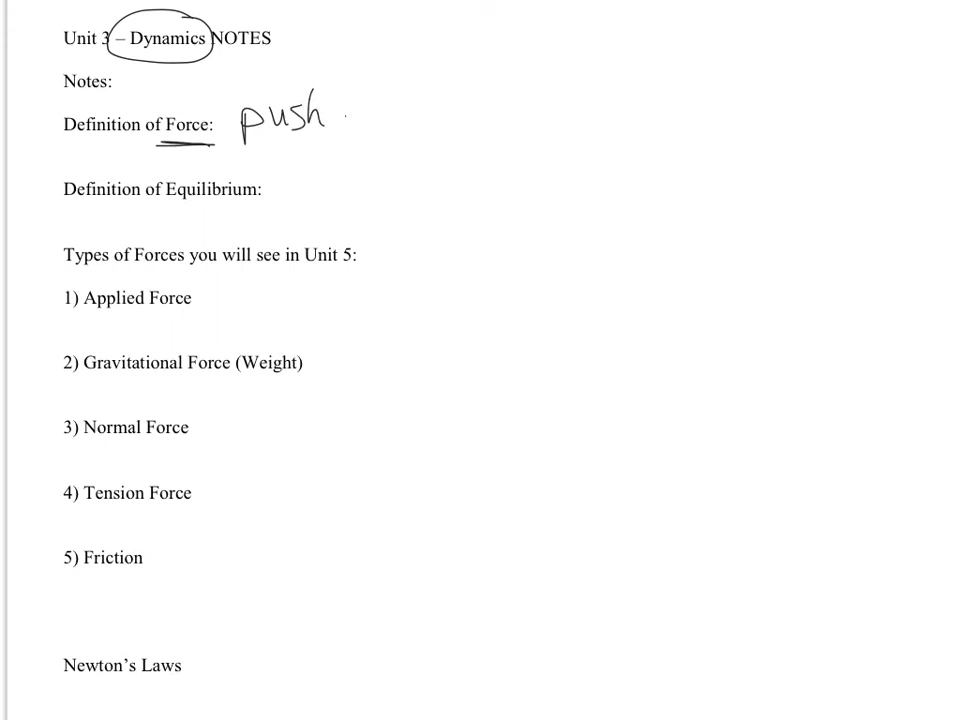 Unit 3 – Dynamics NOTES
Notes:
Definition of Force: push
Definition of Equilibrium:
Types of Forces you will see in Unit 5:
1) Applied Force
2) Gravitational Force (Weight)
3) Normal Force
4) Tension Force
5) Friction
Newton’s Laws